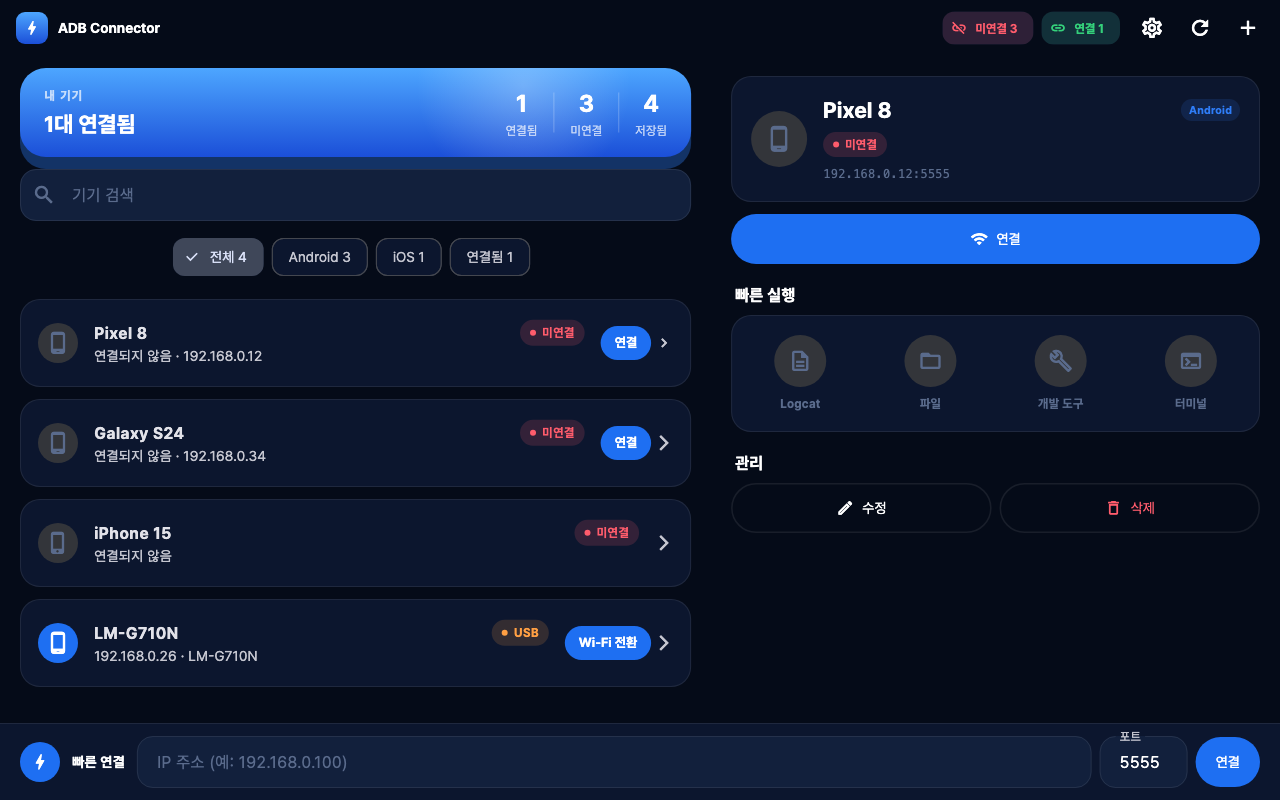 ADB Connector
미연결 3
연결 1
내 기기
1대 연결됨
1
연결됨
3
미연결
4
저장됨
기기 검색
전체 4
Android 3
iOS 1
연결됨 1
Pixel 8
연결되지 않음 · 192.168.0.12
미연결
연결
Galaxy S24
연결되지 않음 · 192.168.0.34
미연결
연결
iPhone 15
연결되지 않음
미연결
LM-G710N
192.168.0.26 · LM-G710N
USB
Wi-Fi 전환
Pixel 8
Android
미연결
192.168.0.12:5555
연결
빠른 실행
Logcat
파일
개발 도구
터미널
관리
수정
삭제
빠른 연결
IP 주소 (예: 192.168.0.100)
포트
5555
연결